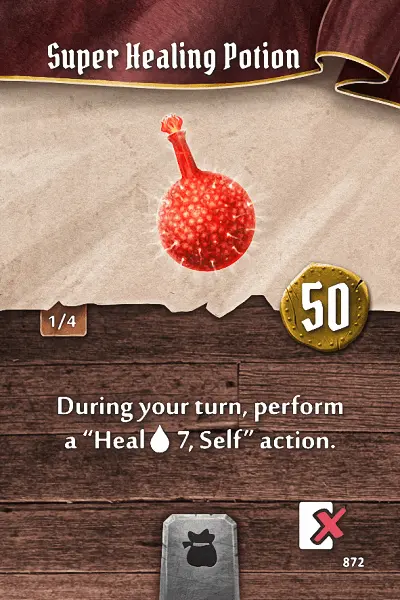 Super Healing Potion
1/4
50
During your turn, perform
a “Heal 7, Self” action.
872